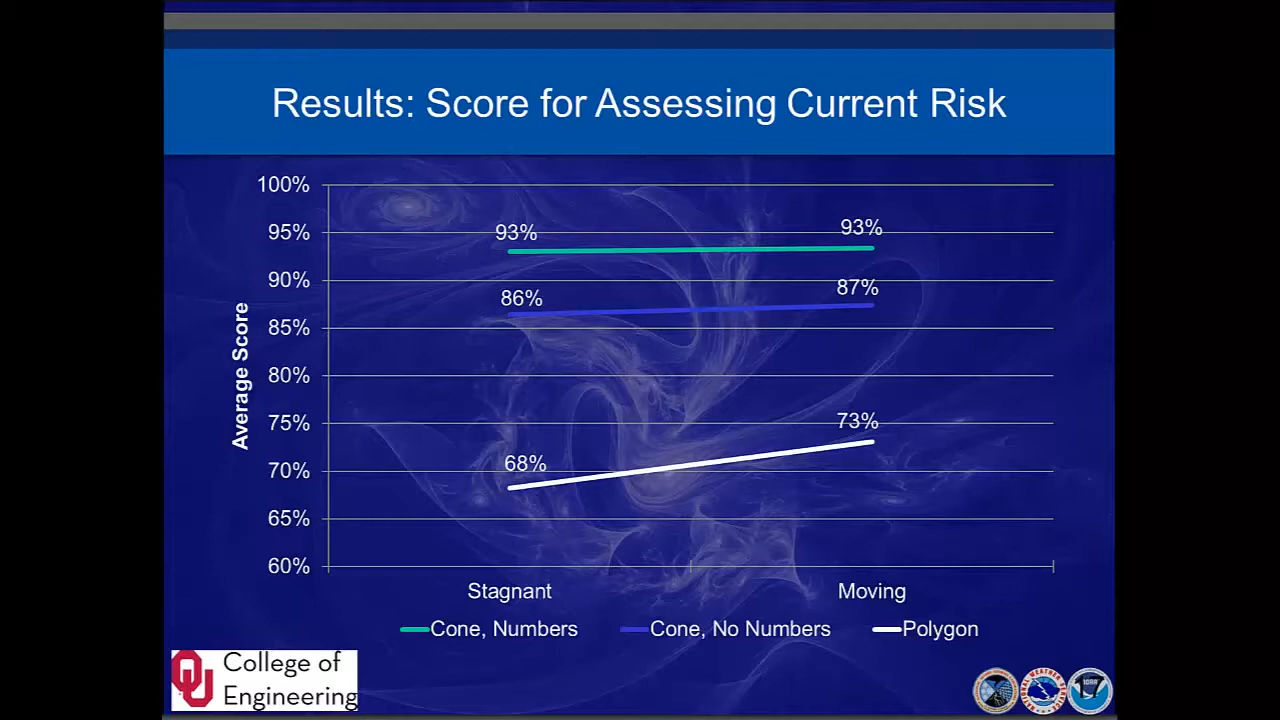 Results: Score for Assessing Current Risk
100%
95%
90%
85%
80%
75%
70%
65%
60%
Average Score
93%
93%
86%
87%
68%
73%
Stagnant
Moving
Cone, Numbers
Cone, No Numbers
Polygon
OU
College of
Engineering